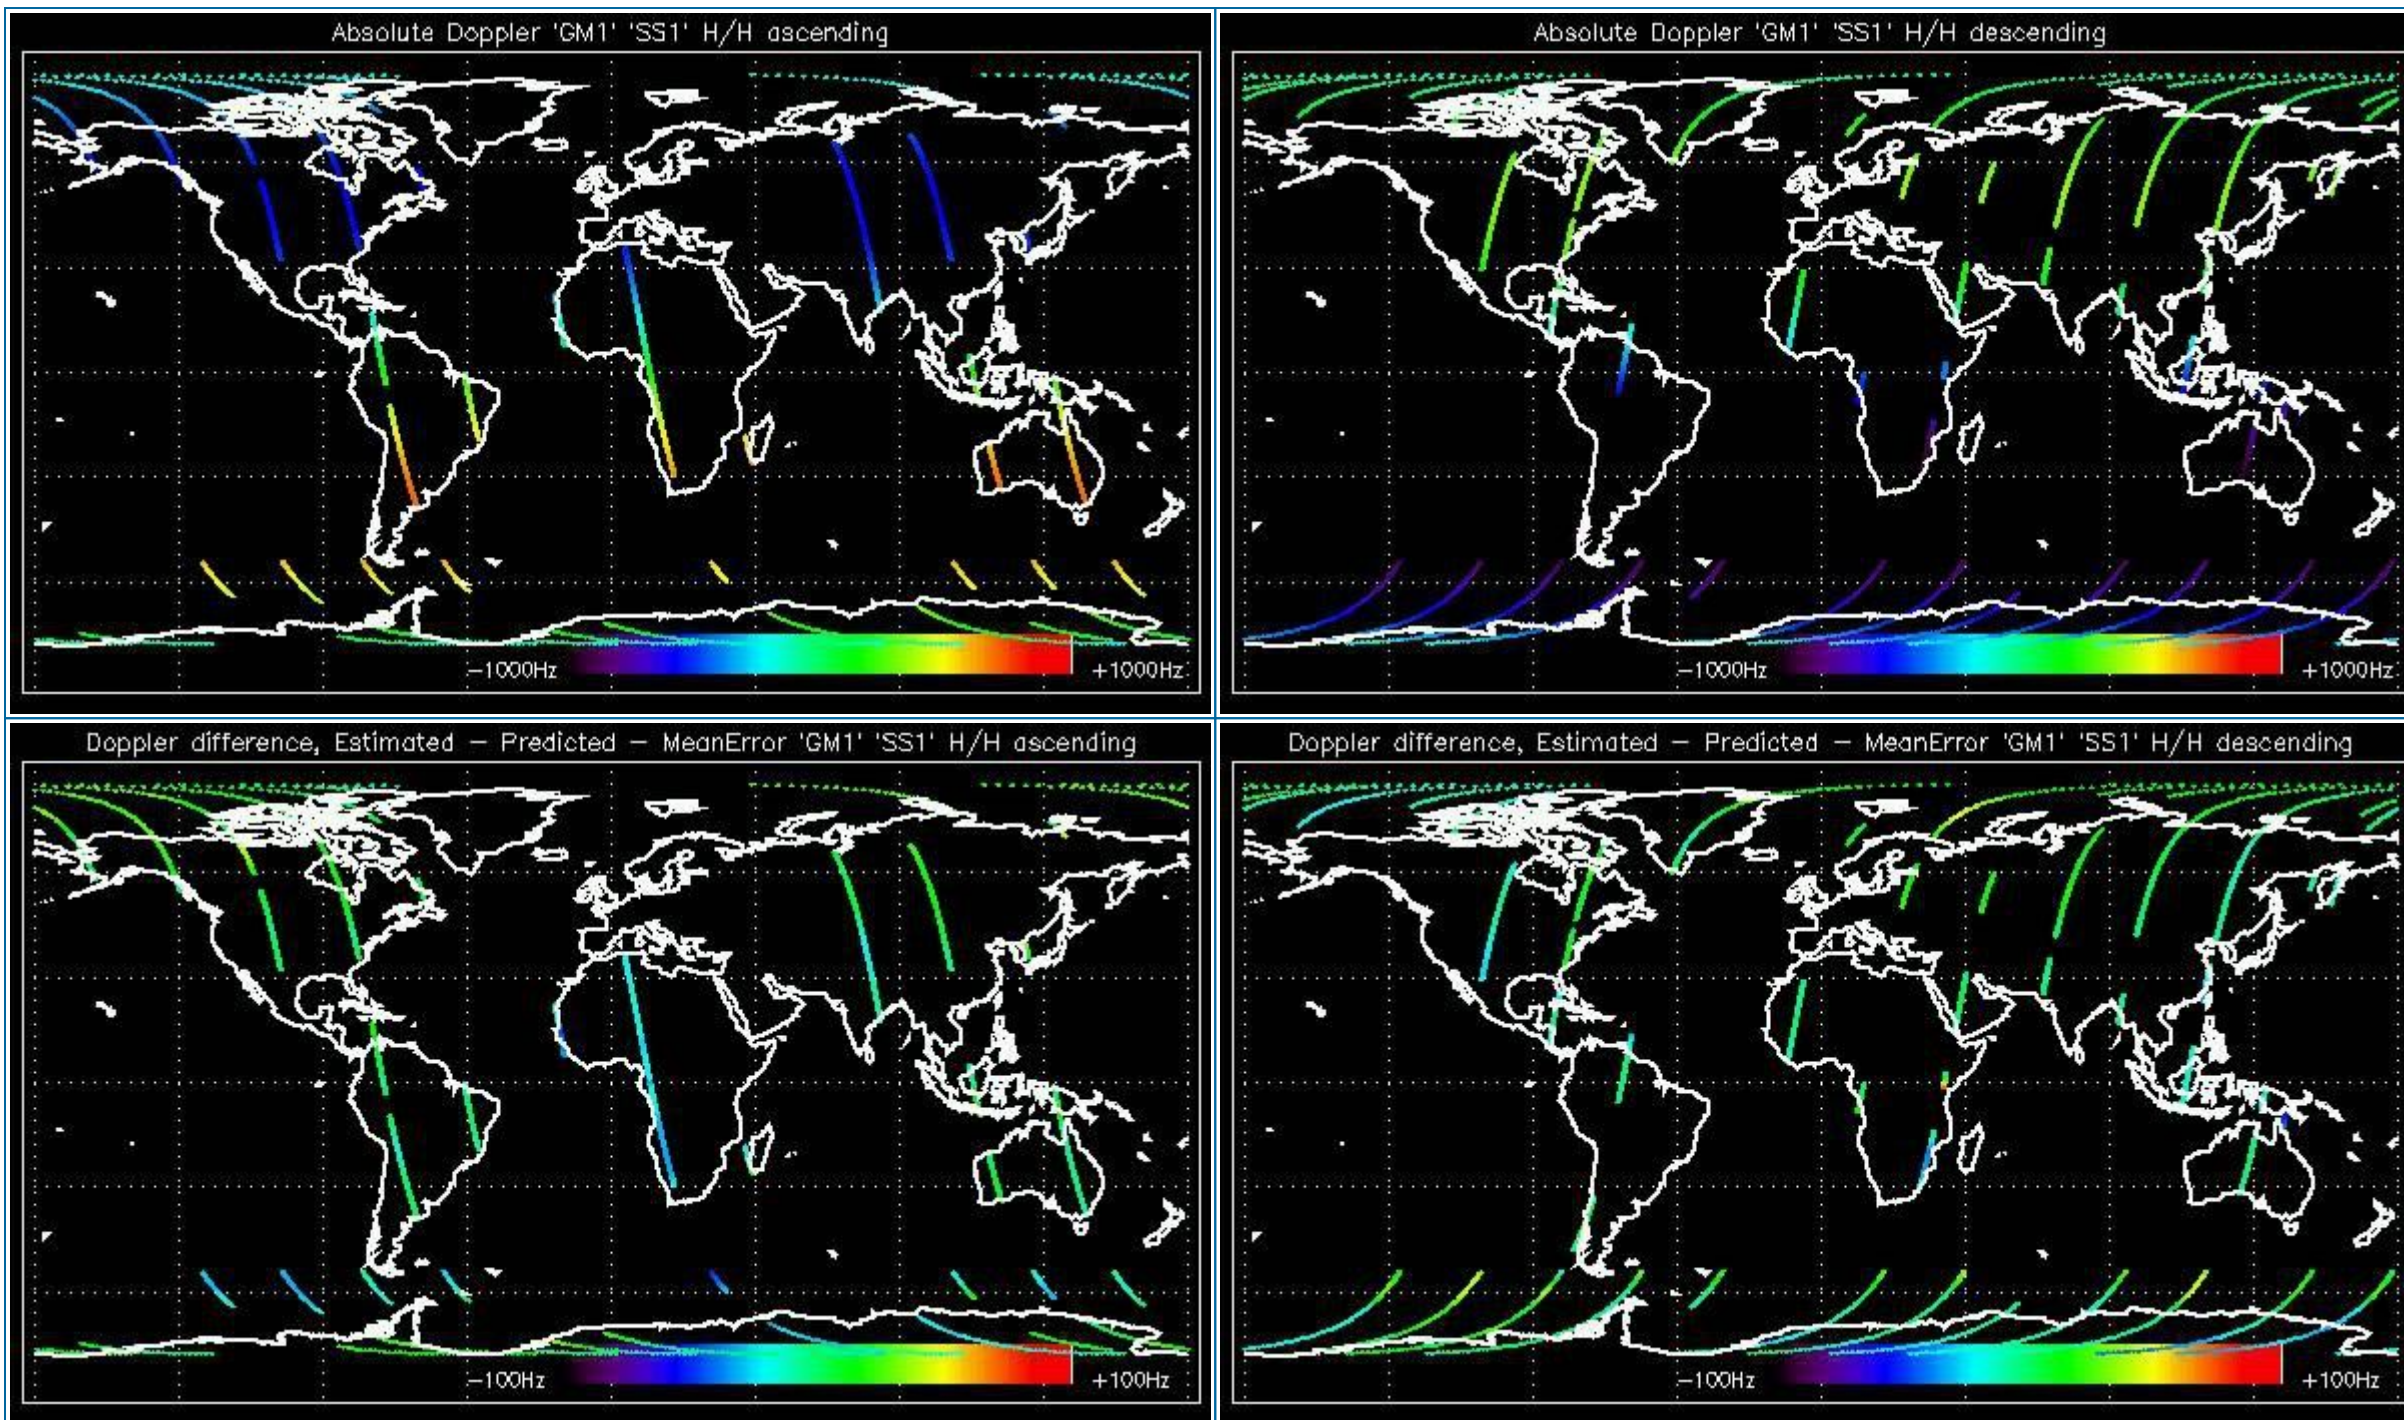 Absolute Doppler 'GM1' 'SS1' H/H ascending
-1000Hz
+1000Hz
Absolute Doppler 'GM1' 'SS1' H/H descending
-1000Hz
+1000Hz
Doppler difference, Estimated - Predicted - MeanError 'GM1' 'SS1' H/H ascending
-100Hz
+100Hz
Doppler difference, Estimated - Predicted - MeanError 'GM1' 'SS1' H/H descending
-100Hz
+100Hz